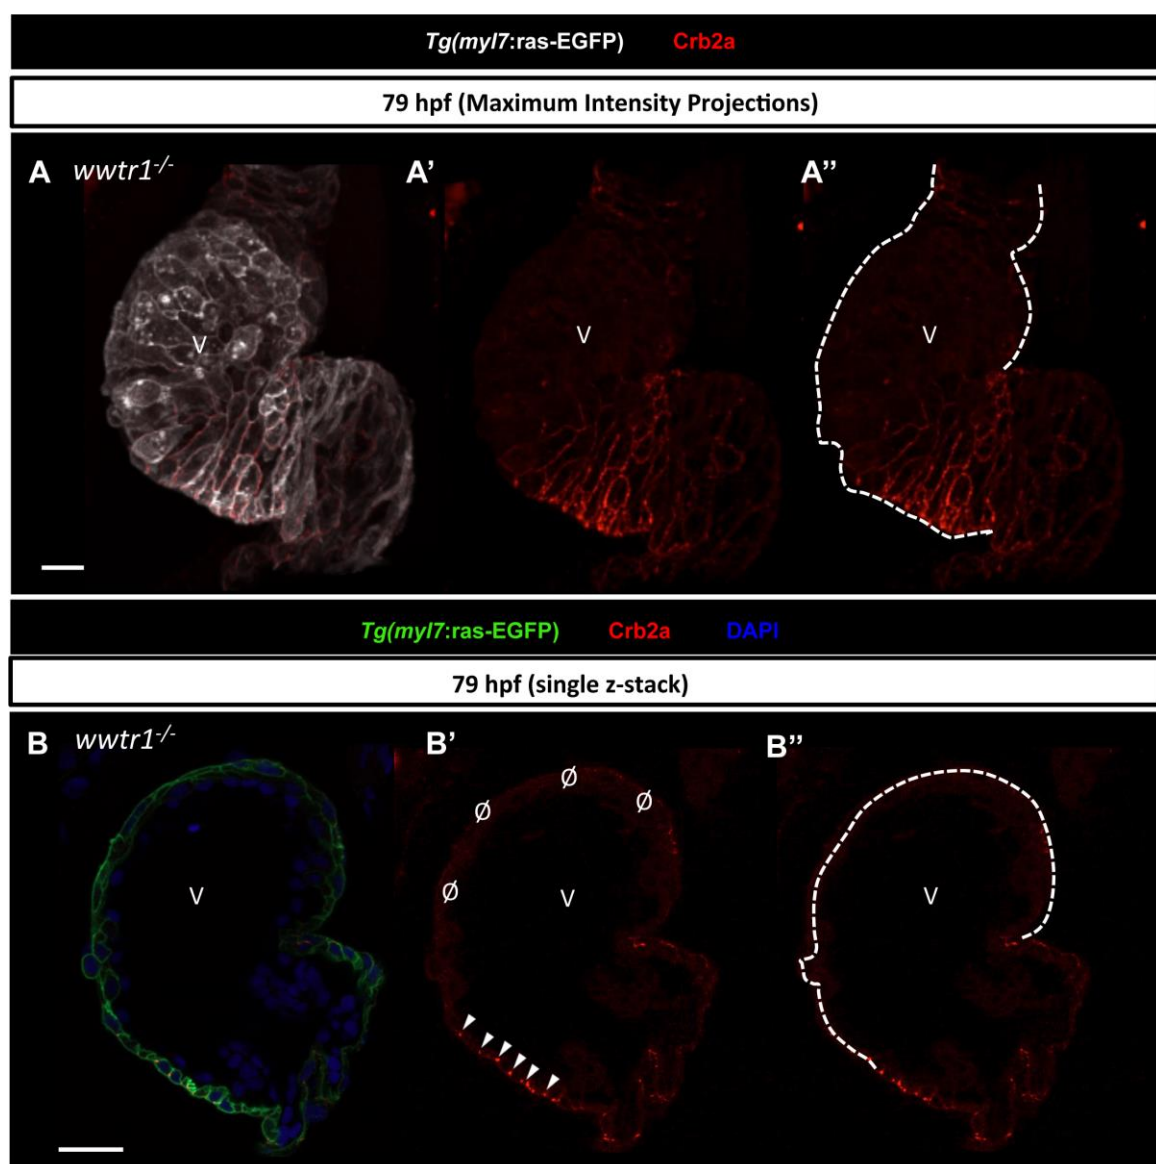 Tg(myl7:ras-EGFP) Crb2a
79 hpf (Maximum Intensity Projections)
A wwtr1-/- A’ A’’
V V V
Tg(myl7:ras-EGFP) Crb2a DAPI
79 hpf (single z-stack)
B wwtr1-/- B’ B’’
Ø
Ø Ø
Ø
V V V